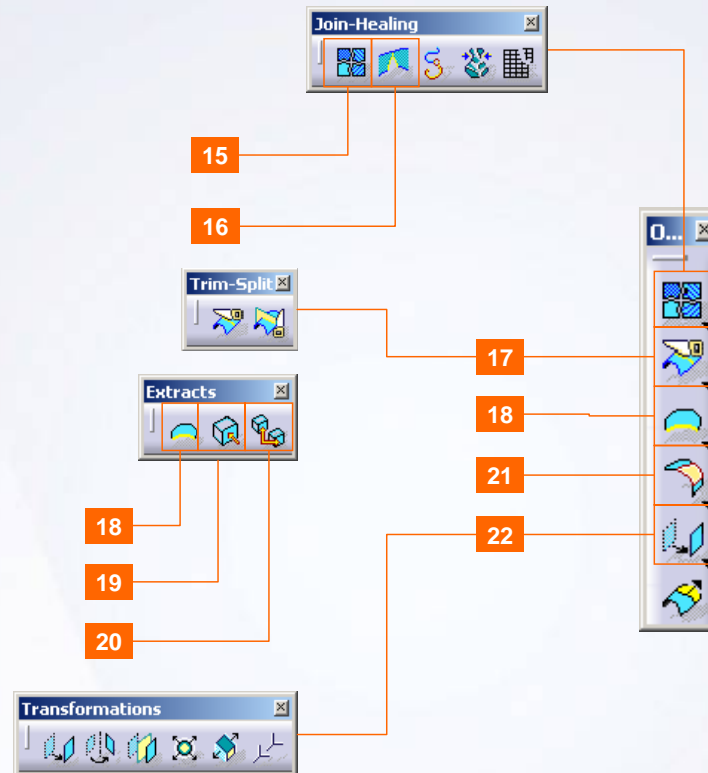 Join-Healing
15
16
O...
Trim-Split
17
Extracts
18
21
18
19
22
20
Transformations